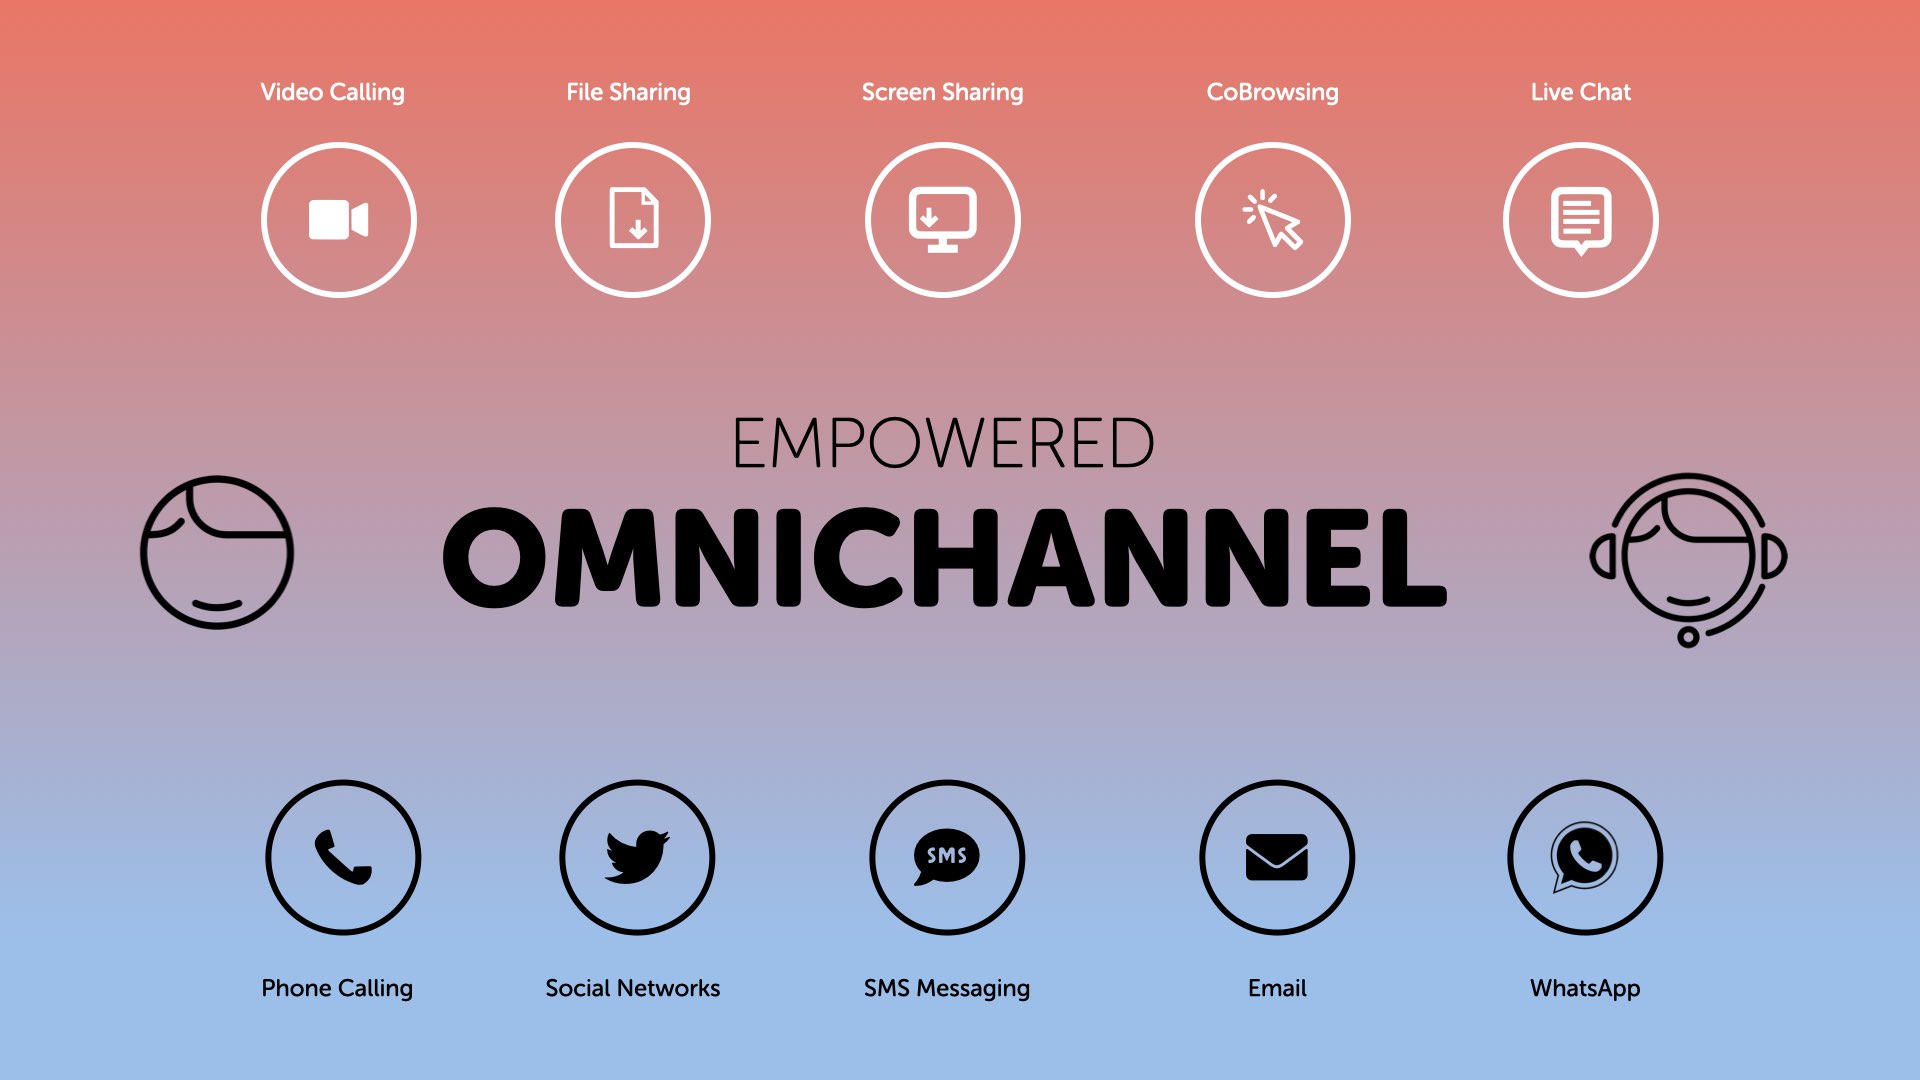 Video Calling
File Sharing
Screen Sharing
CoBrowsing
Live Chat
EMPOWERED
OMNICHANNEL
SMS
Phone Calling
Social Networks
SMS Messaging
Email
WhatsApp